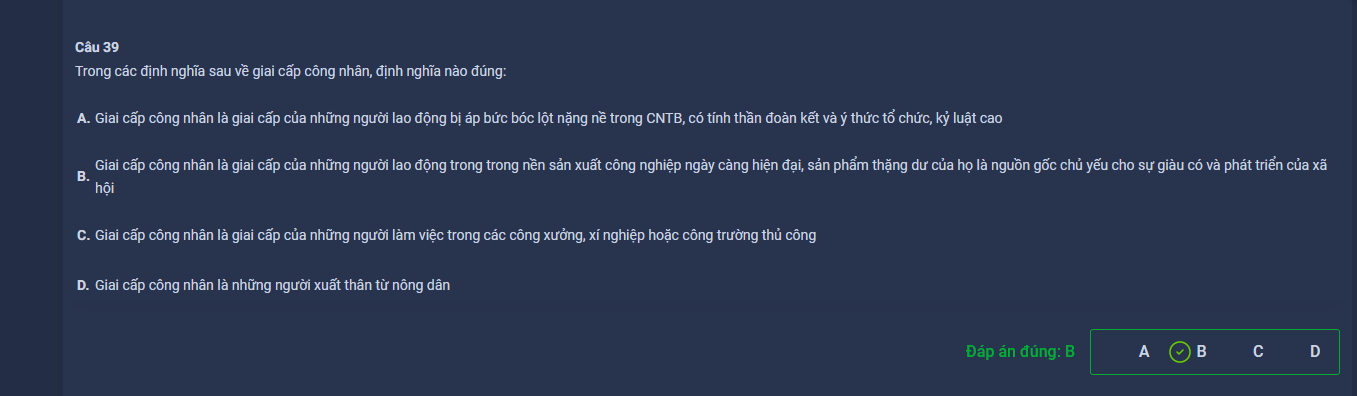 Câu 39
Trong các định nghĩa sau về giai cấp công nhân, định nghĩa nào đúng:
A. Giai cấp công nhân là giai cấp của những người lao động bị áp bức bóc lột nặng nề trong CNTB, có tính thần đoàn kết và ý thức tổ chức, kỷ luật cao
B. Giai cấp công nhân là giai cấp của những người lao động trong trong nền sản xuất công nghiệp ngày càng hiện đại, sản phẩm thặng dư của họ là nguồn gốc chủ yếu cho sự giàu có và phát triển của xã
hội
C. Giai cấp công nhân là giai cấp của những người làm việc trong các công xưởng, xí nghiệp hoặc công trường thủ công
D. Giai cấp công nhân là những người xuất thân từ nông dân
Đáp án đúng: B A B C D